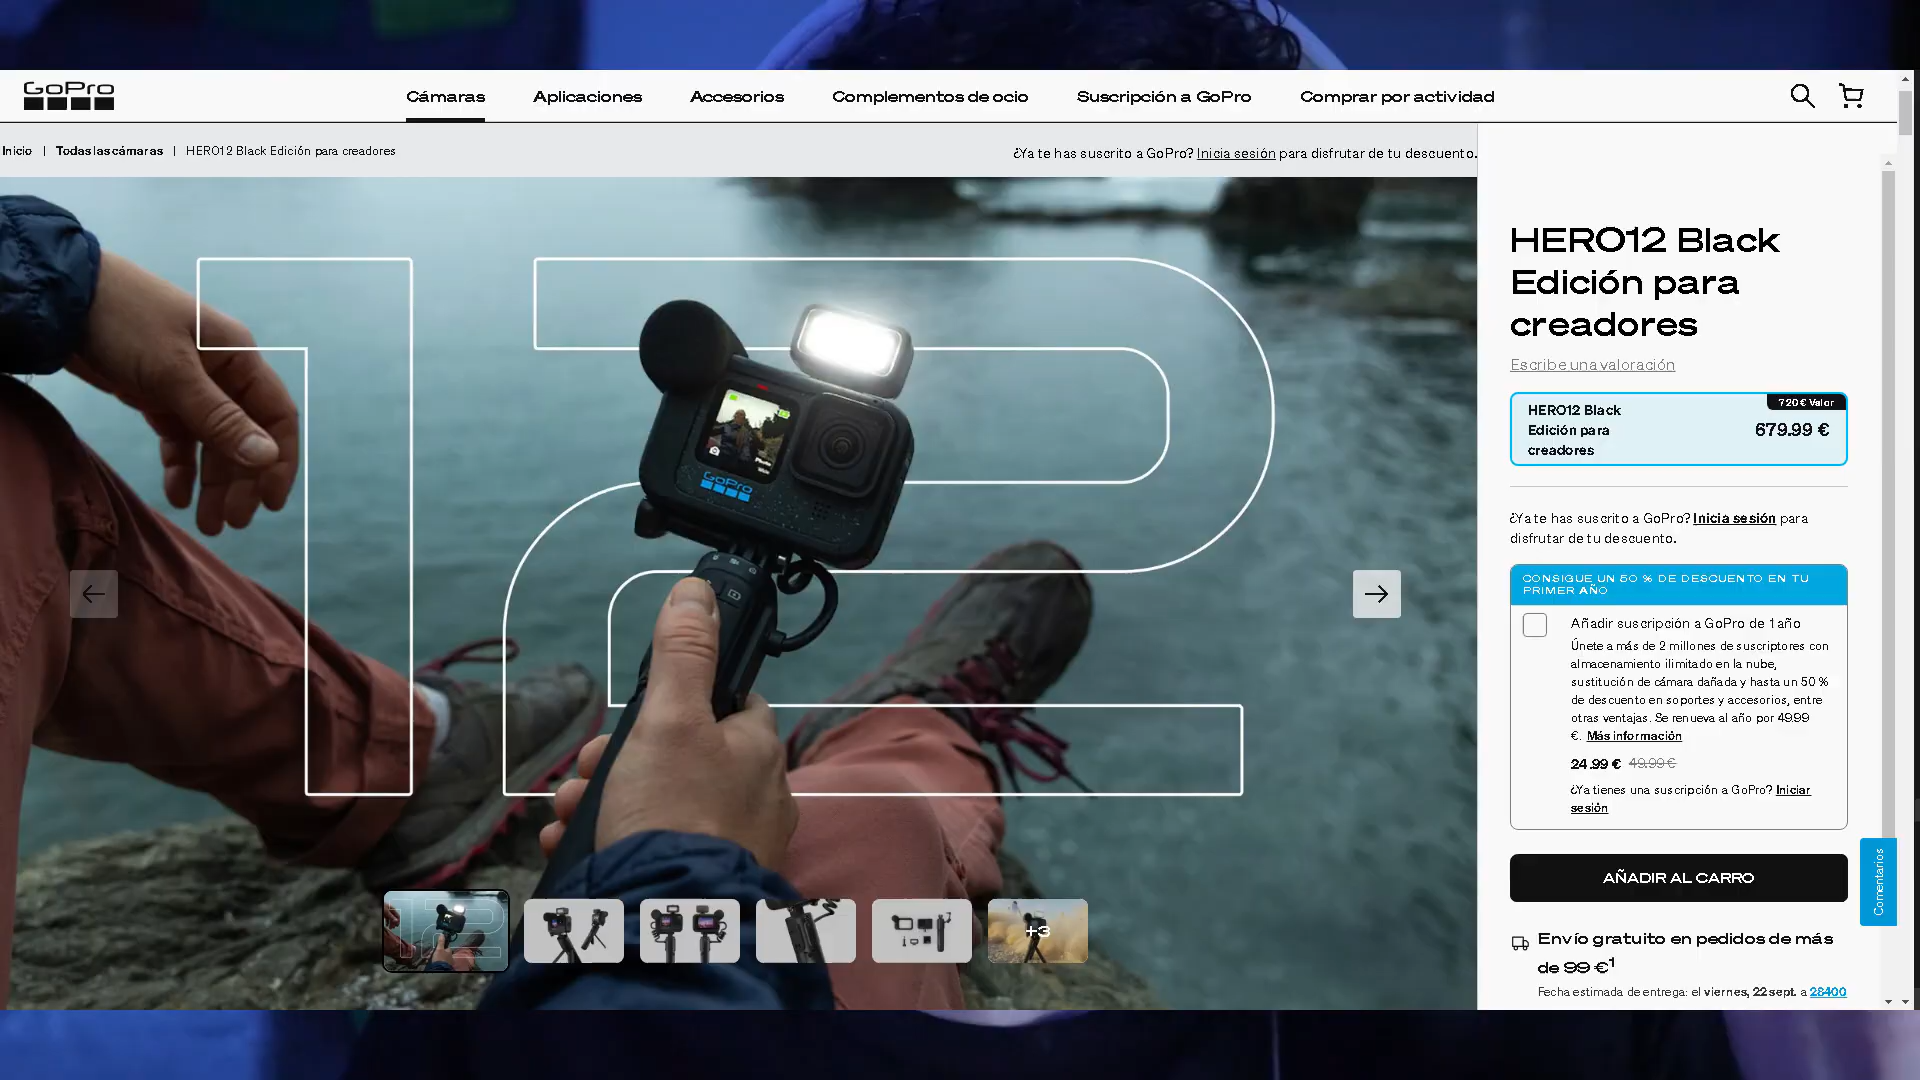 GoPro
Cámaras
Aplicaciones
Accesorios
Complementos de ocio
Suscripción a GoPro
Comprar por actividad
Inicio | Todas las cámaras | HERO12 Black Edición para creadores
¿Ya te has suscrito a GoPro? Inicia sesión para disfrutar de tu descuento.
12
GoPro
+3
HERO12 Black
Edición para
creadores
Escribe una valoración
720 € Valor
HERO12 Black
Edición para
creadores
679.99 €
¿Ya te has suscrito a GoPro? Inicia sesión para
disfrutar de tu descuento.
CONSIGUE UN 50 % DE DESCUENTO EN TU
PRIMER AÑO
Añadir suscripción a GoPro de 1 año
Únete a más de 2 millones de suscriptores con
almacenamiento ilimitado en la nube,
sustitución de cámara dañada y hasta un 50 %
de descuento en soportes y accesorios, entre
otras ventajas. Se renueva al año por 49.99
€. Más información
24.99 € 49.99 €
¿Ya tienes una suscripción a GoPro? Iniciar
sesión
AÑADIR AL CARRO
Comentarios
Envío gratuito en pedidos de más
de 99 €1
Fecha estimada de entrega: el viernes, 22 sept. a 28400